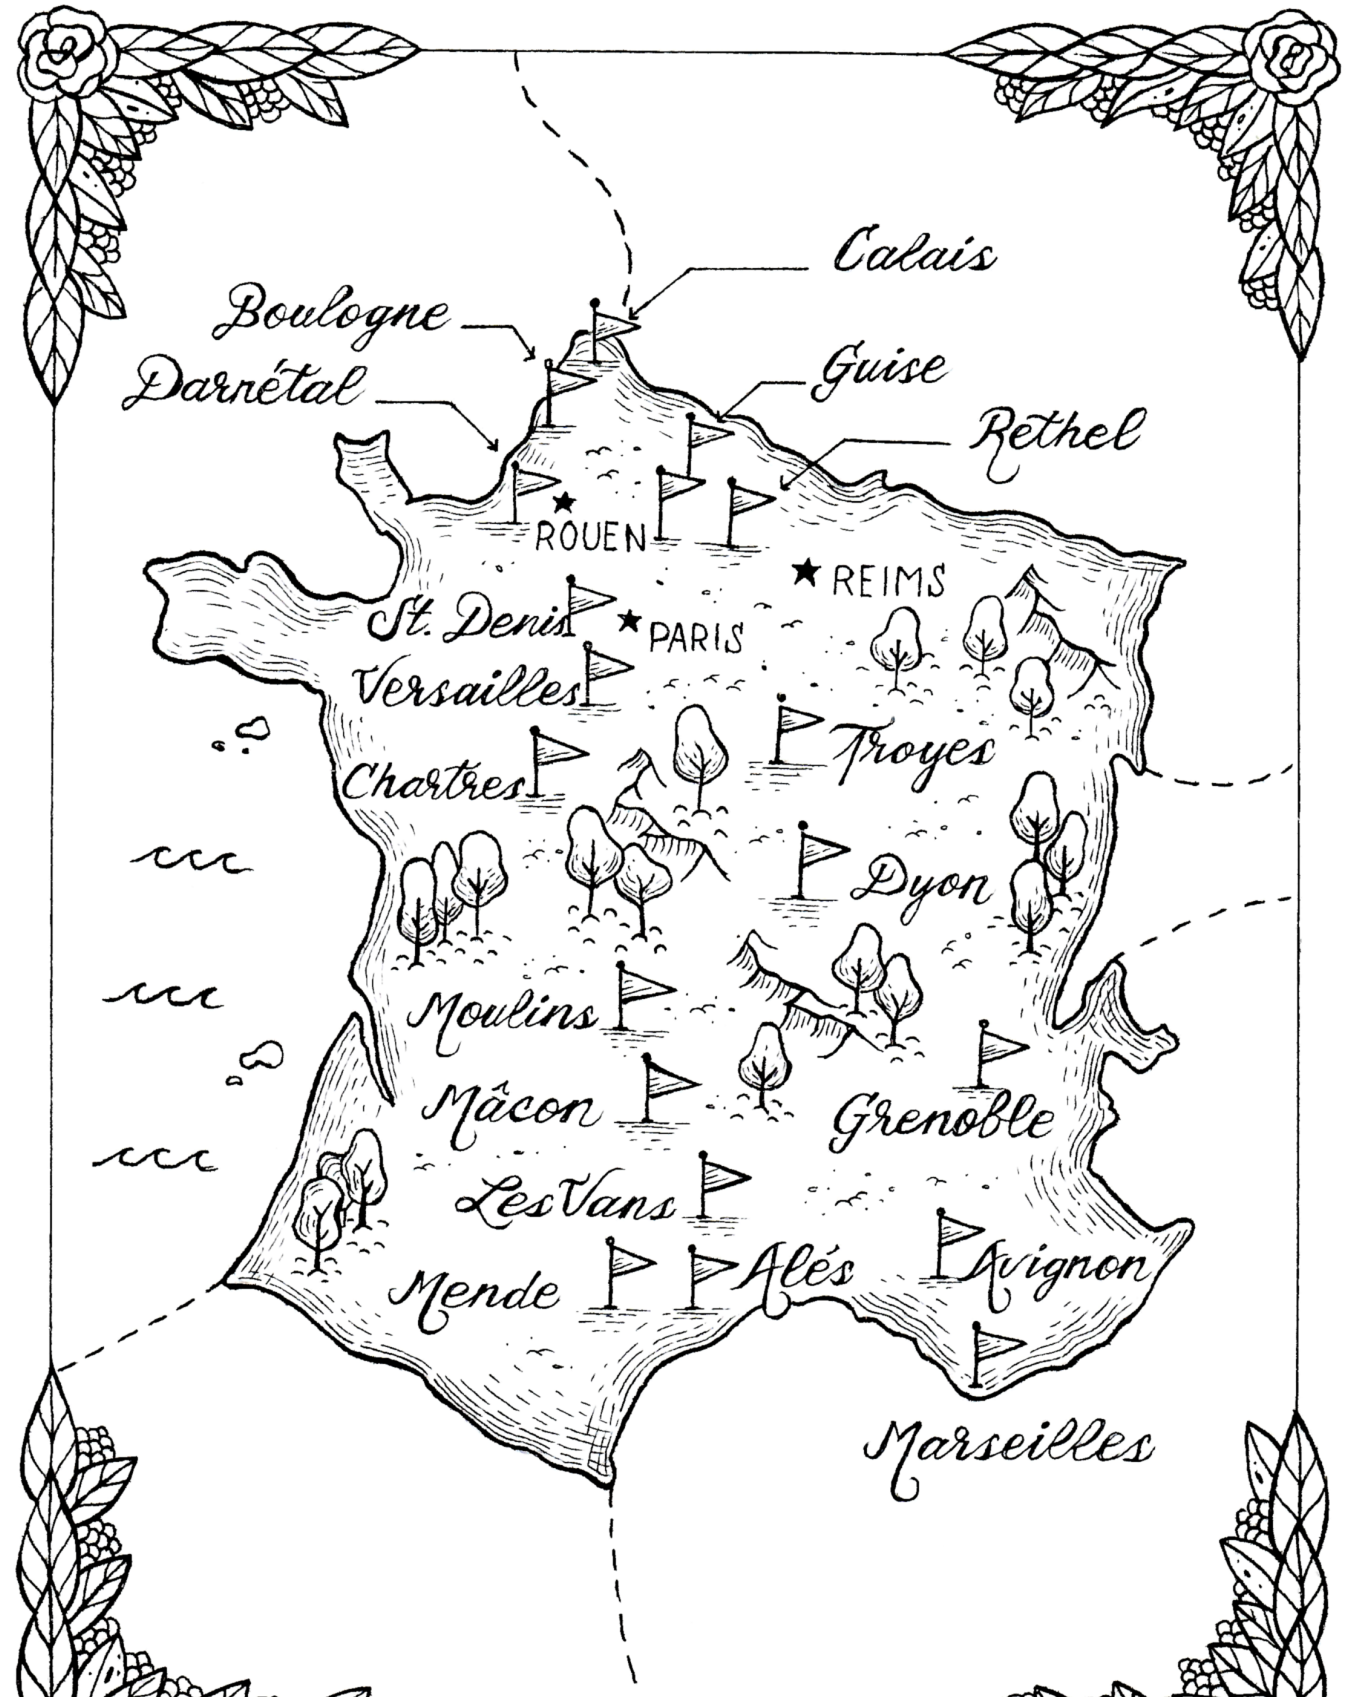 Calais
Boulogne
Guise
Darnétal
Rethel
ROUEN
REIMS
St. Denis
PARIS
Versailles
Troyes
Chartres
Dyon
Moulins
Mâcon
Grenoble
Les Vans
Mende
Alés
Avignon
Marseilles